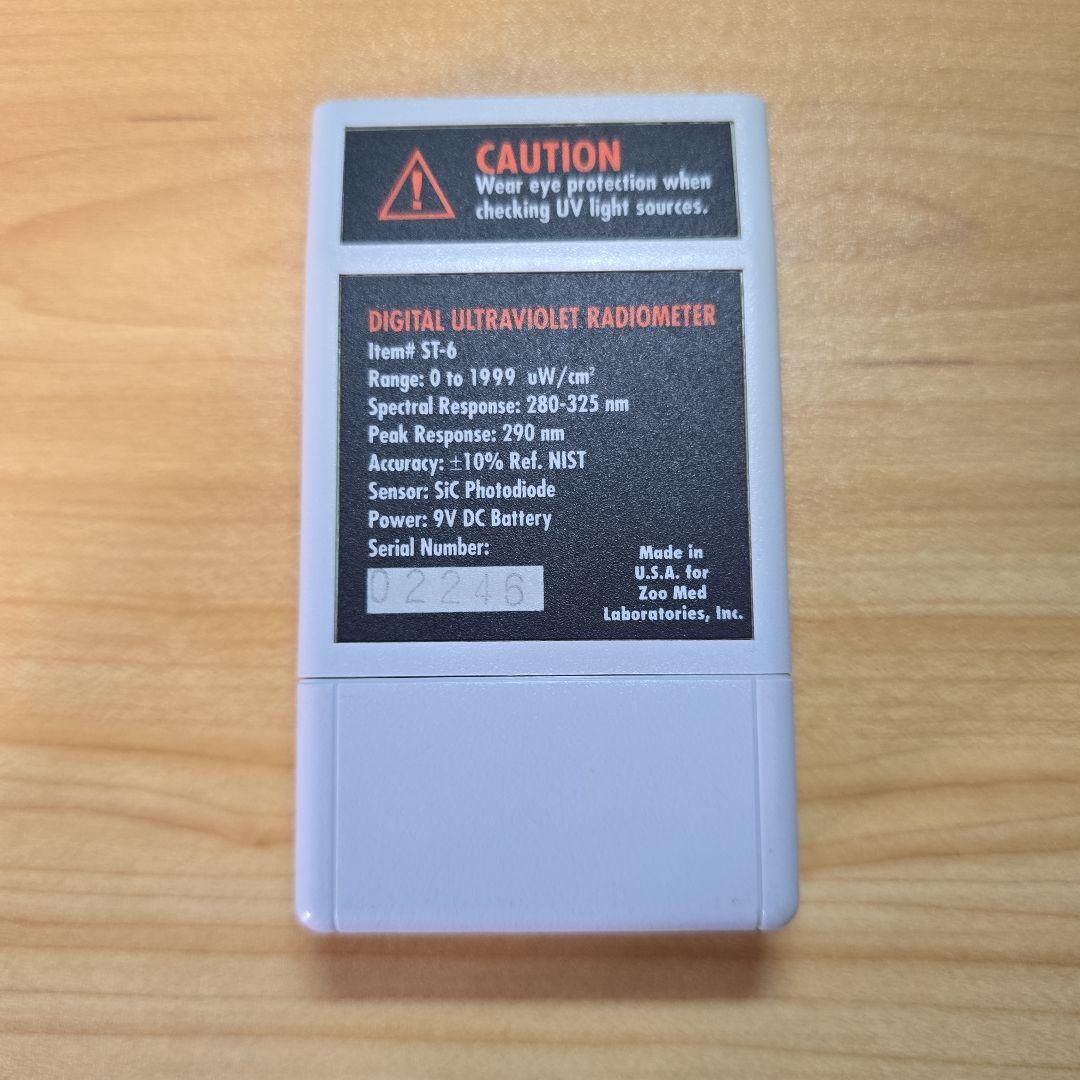 CAUTION
Wear eye protection when
checking UV light sources.
DIGITAL ULTRAVIOLET RADIOMETER
Item# ST-6
Range: 0 to 1999 uW/cm²
Spectral Response: 280-325 nm
Peak Response: 290 nm
Accuracy: ±10% Ref. NIST
Sensor: SiC Photodiode
Power: 9V DC Battery
Serial Number:
02246
Made in
U.S.A. for
Zoo Med
Laboratories, Inc.